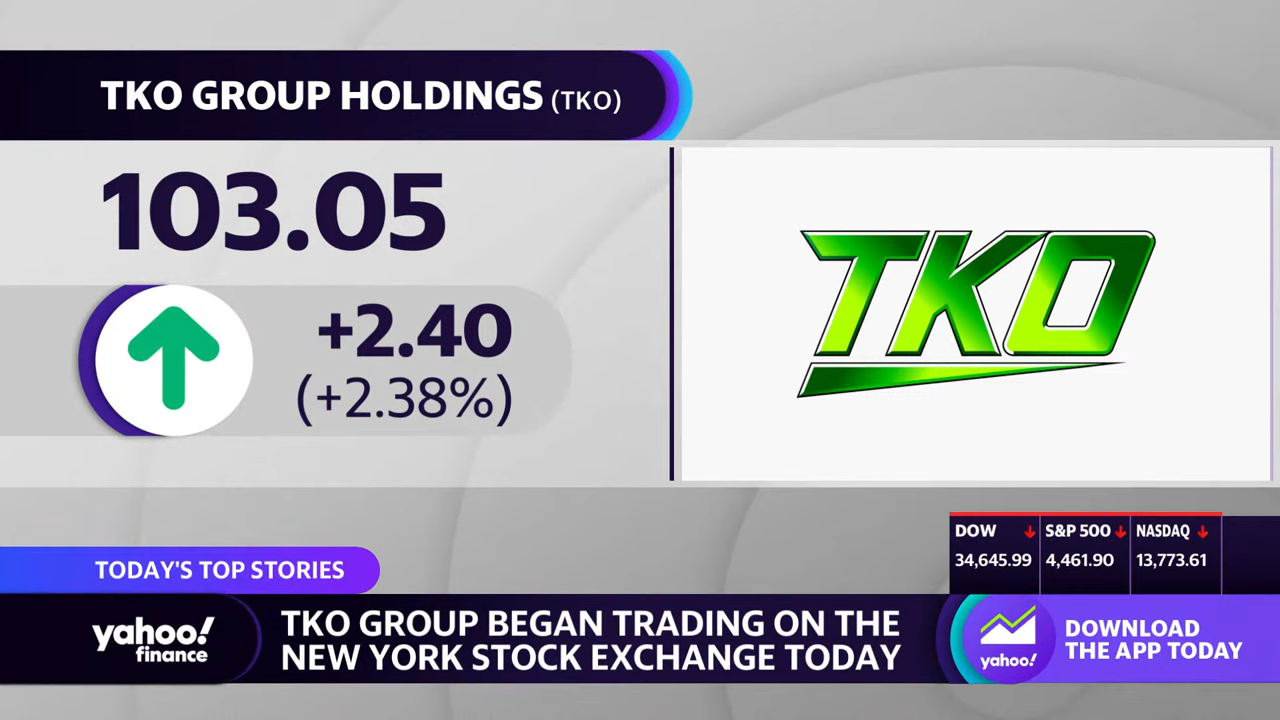 TKO GROUP HOLDINGS (TKO)
103.05
+2.40
(+2.38%)
TKO
DOW
34,645.99
S&P 500
4,461.90
NASDAQ
13,773.61
TODAY'S TOP STORIES
yahoo!
finance
TKO GROUP BEGAN TRADING ON THE
NEW YORK STOCK EXCHANGE TODAY
yahoo!
DOWNLOAD
THE APP TODAY